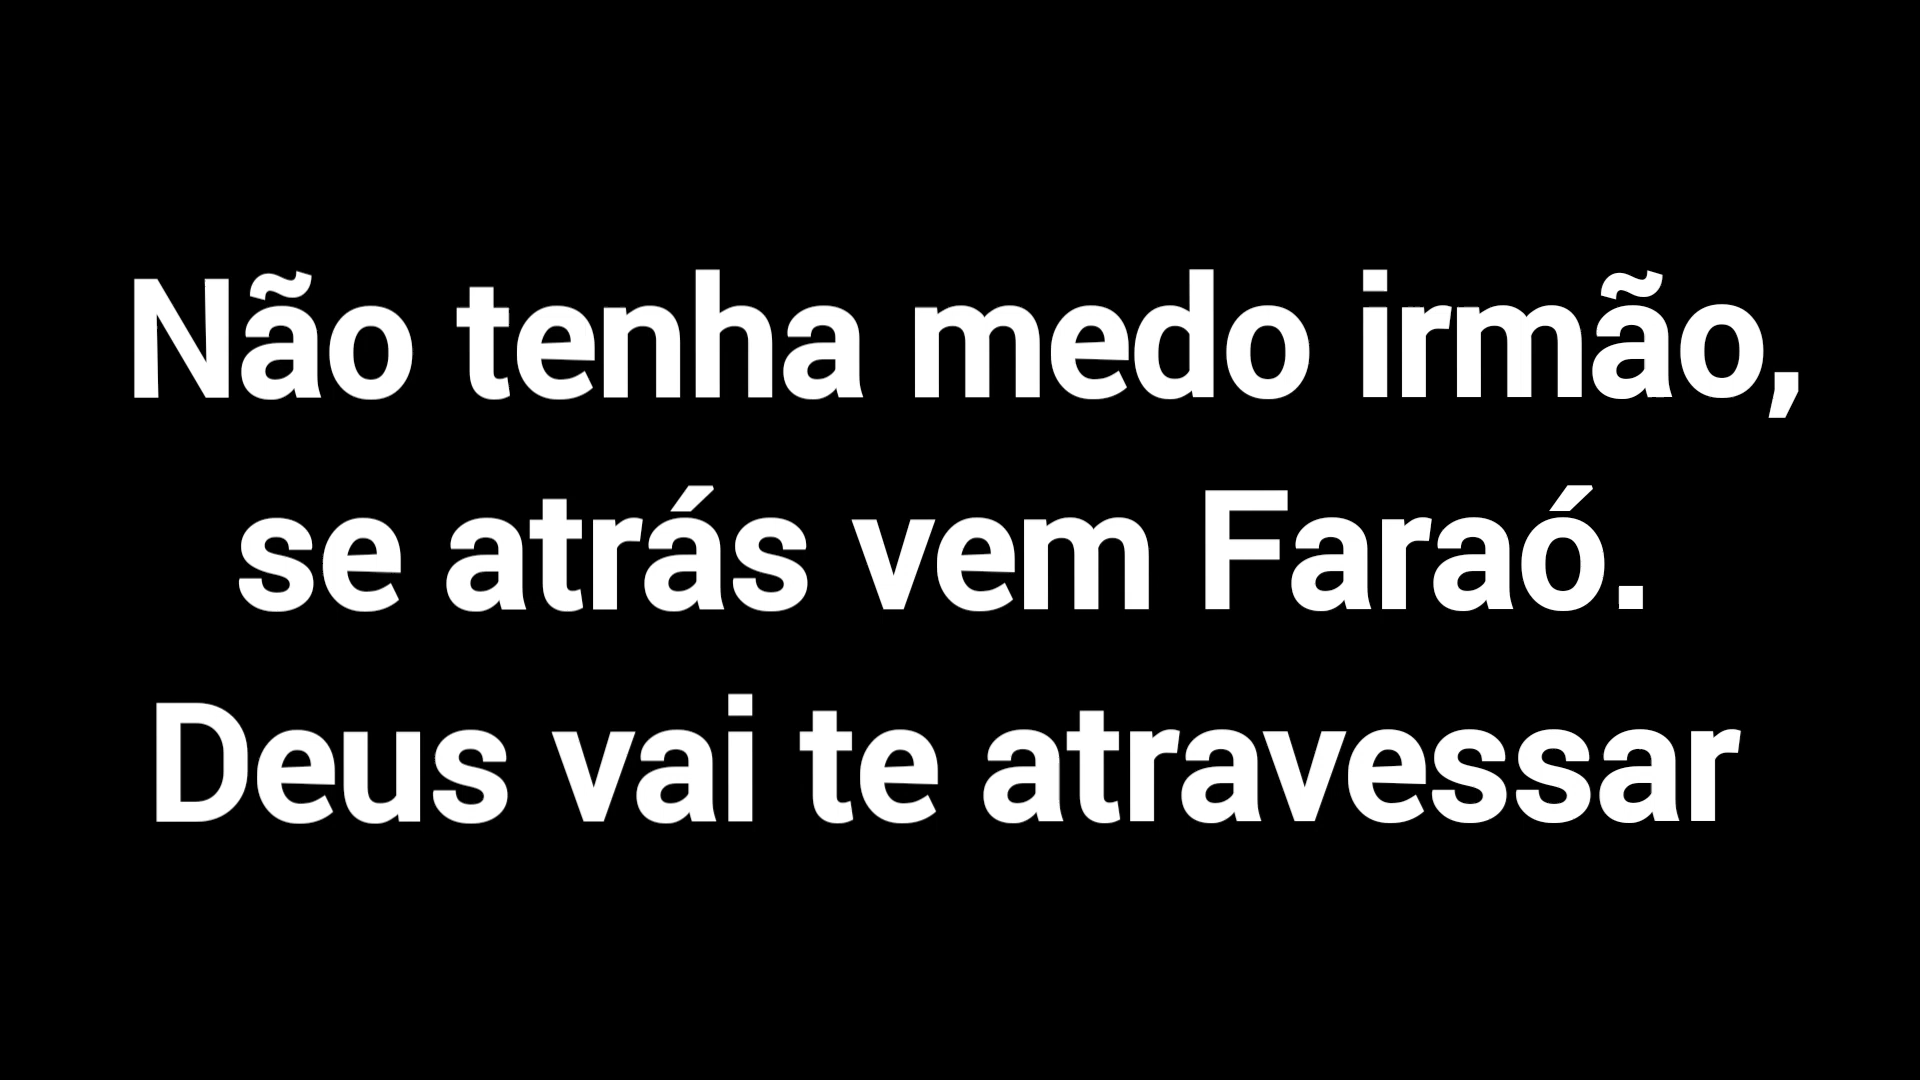 Não tenha medo irmão,
se atrás vem Faraó.
Deus vai te atravessar